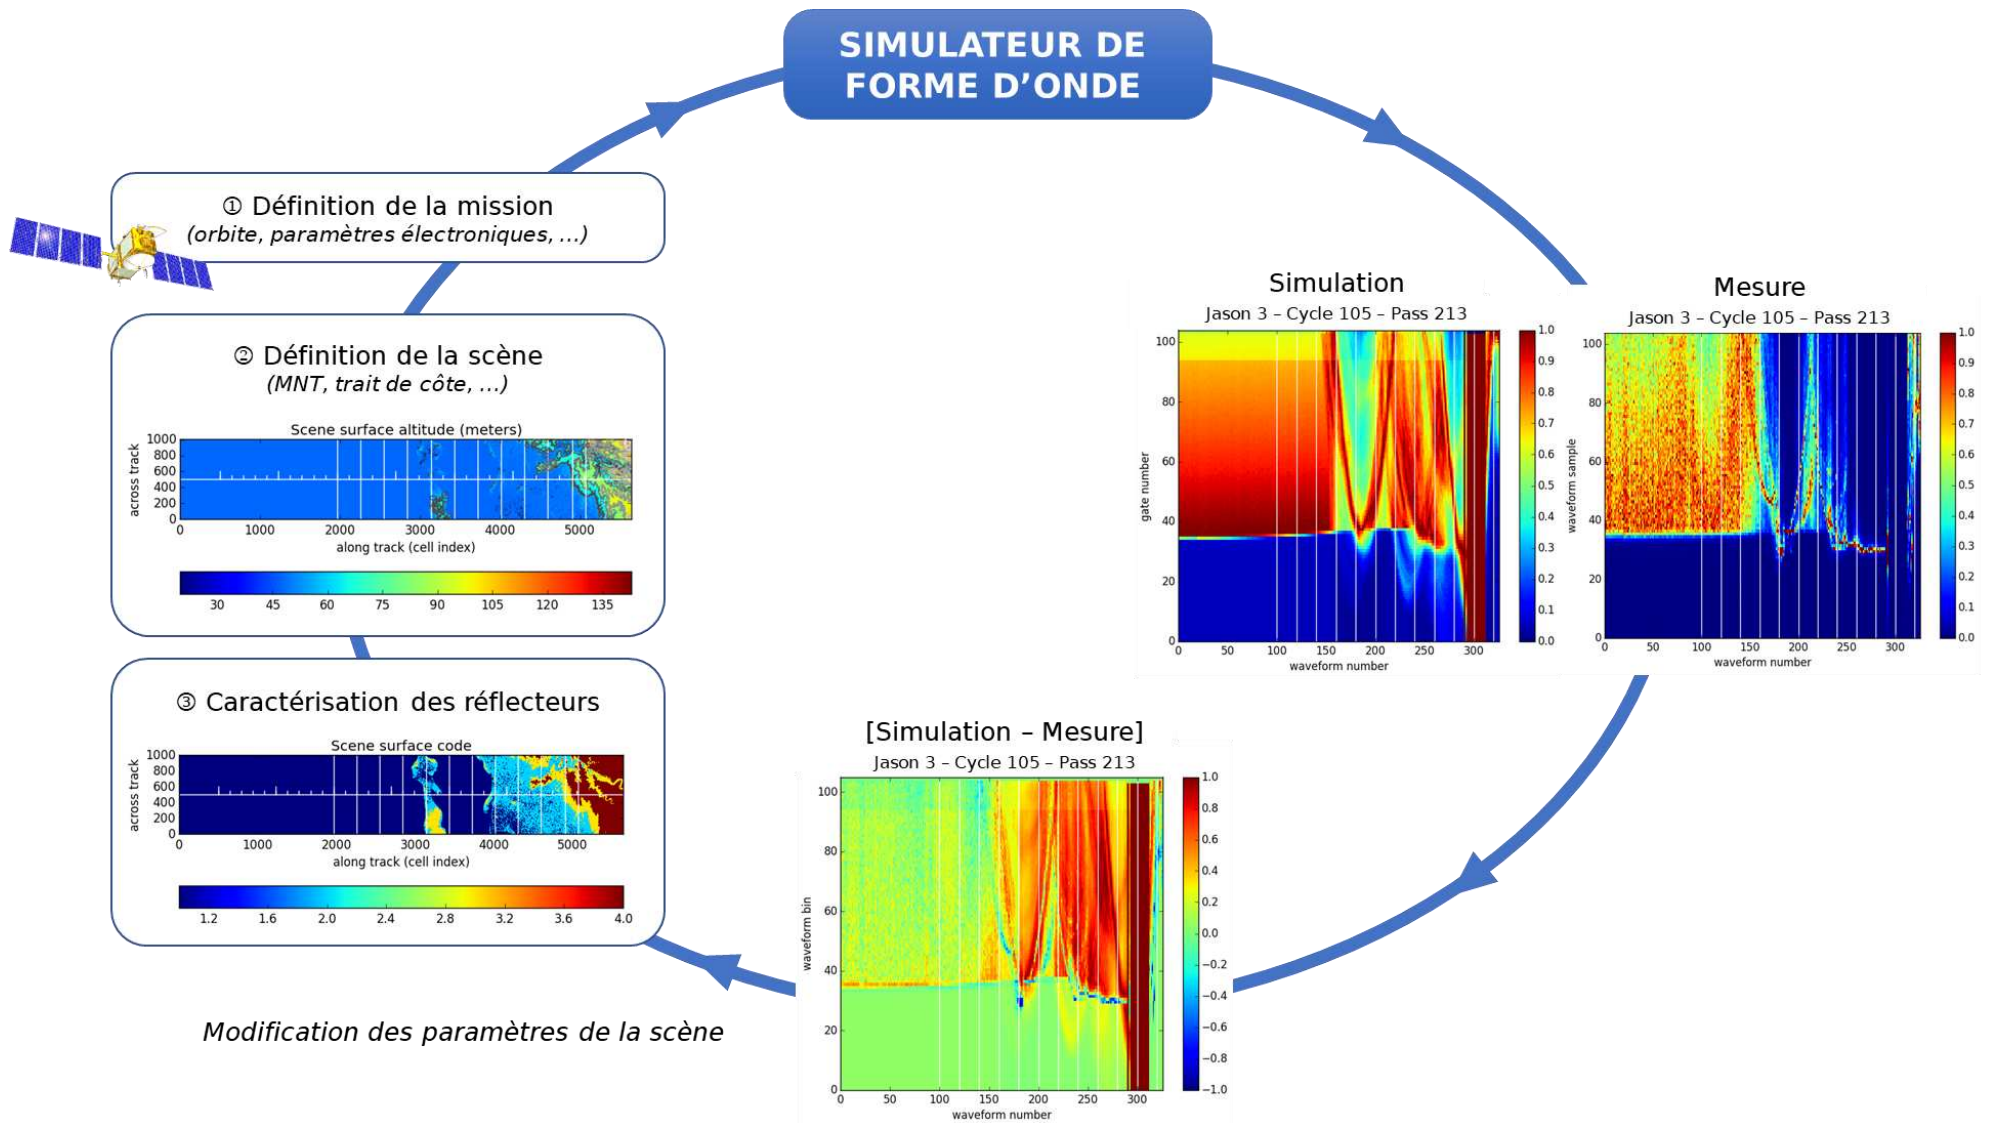 SIMULATEUR DE
FORME D’ONDE
① Définition de la mission
(orbite, paramètres électroniques, ...)
② Définition de la scène
(MNT, trait de côte, ...)
Scene surface altitude (meters)
across track
1000
800
600
400
200
0
0 1000 2000 3000 4000 5000
along track (cell index)
30 45 60 75 90 105 120 135
③ Caractérisation des réflecteurs
Scene surface code
across track
1000
800
600
400
200
0
0 1000 2000 3000 4000 5000
along track (cell index)
1.2 1.6 2.0 2.4 2.8 3.2 3.6 4.0
Modification des paramètres de la scène
Simulation
Jason 3 – Cycle 105 – Pass 213
gate number
100
80
60
40
20
0
0 50 100 150 200 250 300
waveform number
1.0
0.9
0.8
0.7
0.6
0.5
0.4
0.3
0.2
0.1
0.0
Mesure
Jason 3 – Cycle 105 – Pass 213
waveform sample
100
80
60
40
20
0
0 50 100 150 200 250 300
waveform number
1.0
0.9
0.8
0.7
0.6
0.5
0.4
0.3
0.2
0.1
0.0
[Simulation – Mesure]
Jason 3 – Cycle 105 – Pass 213
waveform bin
100
80
60
40
20
0
0 50 100 150 200 250 300
waveform number
1.0
0.8
0.6
0.4
0.2
0.0
−0.2
−0.4
−0.6
−0.8
−1.0